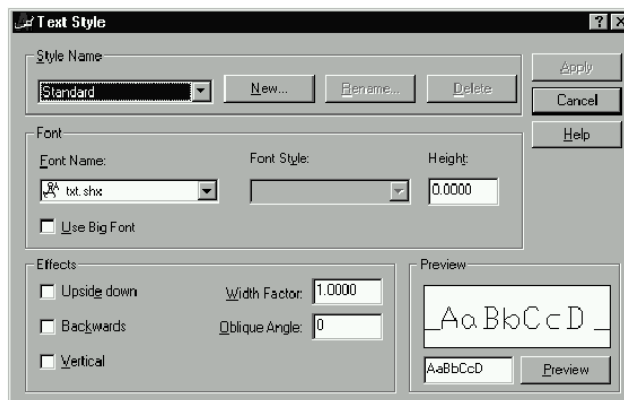 Text Style
Style Name
Standard
New...
Rename...
Delete
Apply
Cancel
Help
Font
Font Name:
Font Style:
Height:
txt.shx
0.0000
Use Big Font
Effects
Upside down
Width Factor: 1.0000
Backwards
Oblique Angle: 0
Vertical
Preview
AaBbCcD
AaBbCcD
Preview